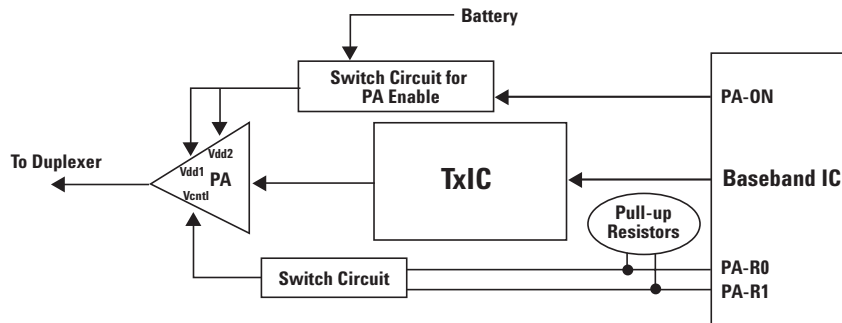 Battery
Switch Circuit for
PA Enable
PA-ON
Vdd2
Vdd1
PA
Vcntl
To Duplexer
TxIC
Baseband IC
Pull-up
Resistors
Switch Circuit
PA-R0
PA-R1